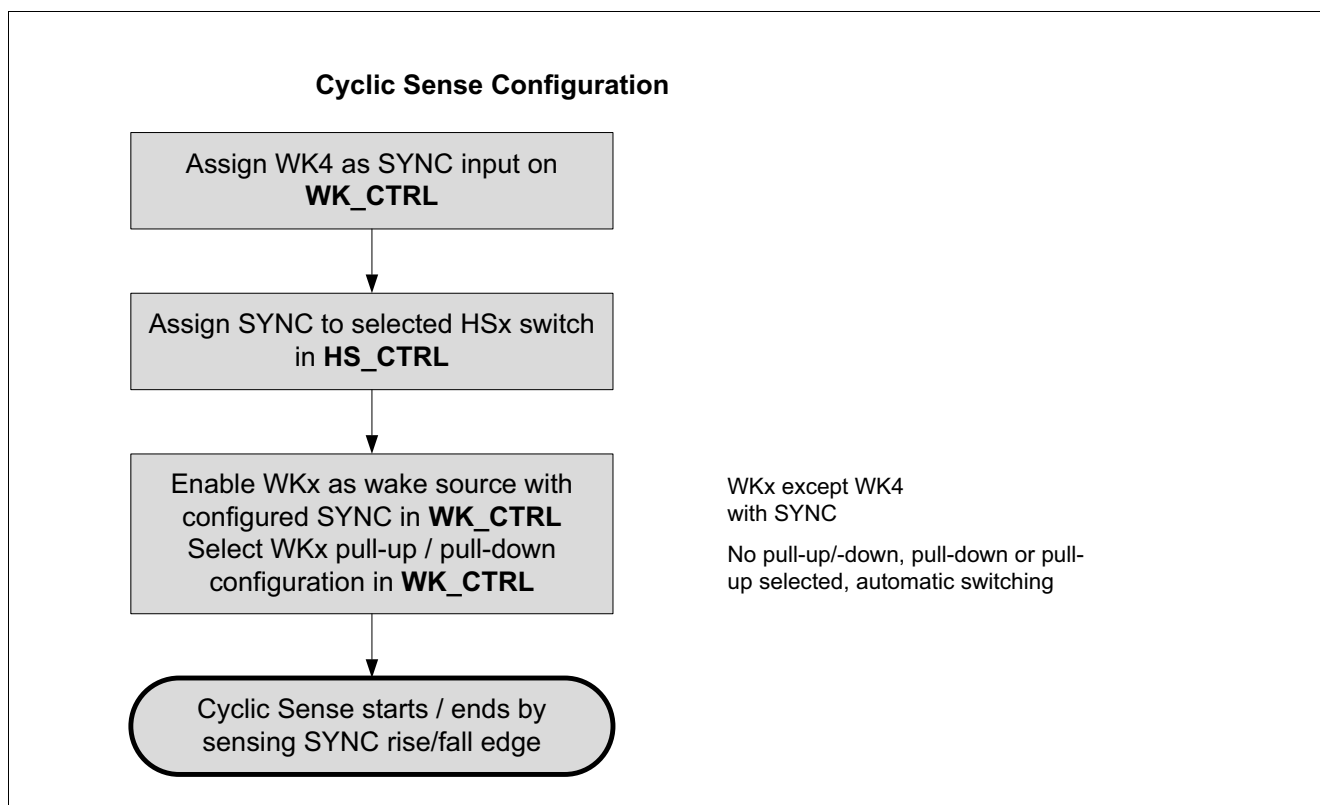 Cyclic Sense Configuration
Assign WK4 as SYNC input on
WK_CTRL
Assign SYNC to selected HSx switch
in HS_CTRL
Enable WKx as wake source with
configured SYNC in WK_CTRL
Select WKx pull-up / pull-down
configuration in WK_CTRL
WKx except WK4
with SYNC
No pull-up/-down, pull-down or pull-
up selected, automatic switching
Cyclic Sense starts / ends by
sensing SYNC rise/fall edge